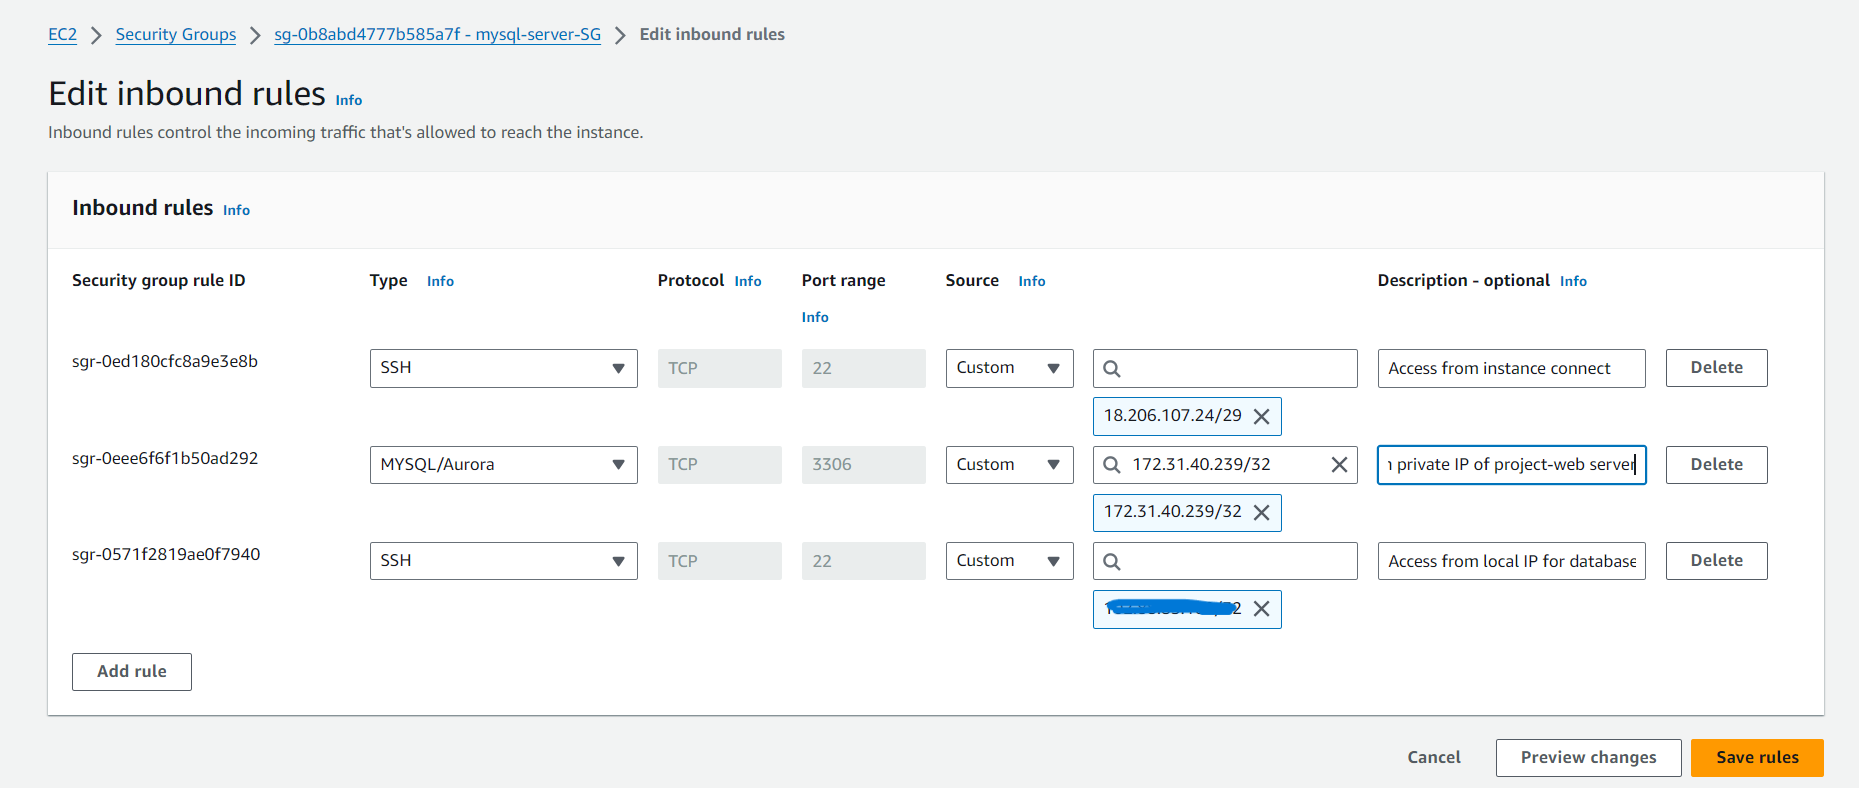 EC2 > Security Groups > sg-0b8abd4777b585a7f - mysql-server-SG > Edit inbound rules
Edit inbound rules Info
Inbound rules control the incoming traffic that's allowed to reach the instance.
Inbound rules Info
Security group rule ID Type Info Protocol Info Port range Info Source Info Description - optional Info
sgr-0ed180cfc8a9e3e8b SSH TCP 22 Custom Access from instance connect Delete
18.206.107.24/29
sgr-0eee6f6f1b50ad292 MYSQL/Aurora TCP 3306 Custom 172.31.40.239/32 private IP of project-web server Delete
172.31.40.239/32
sgr-0571f2819ae0f7940 SSH TCP 22 Custom Access from local IP for database Delete
Add rule
Cancel Preview changes Save rules